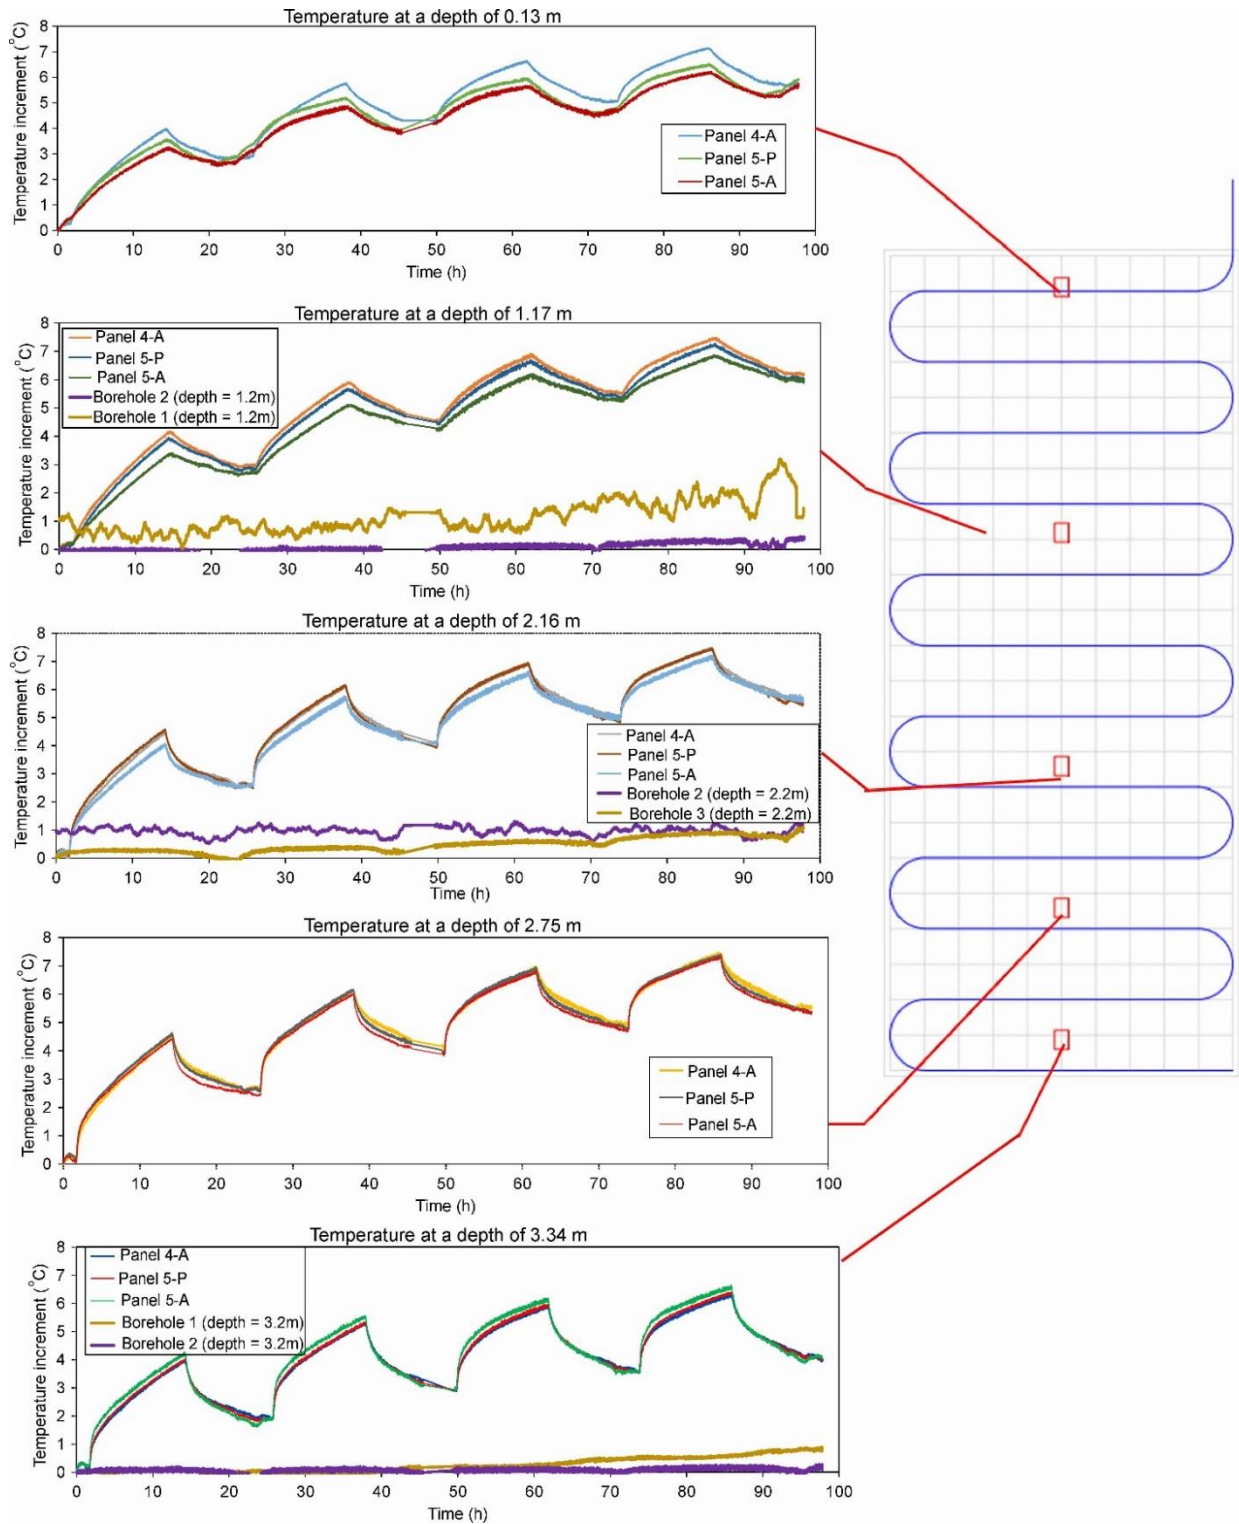 Temperature at a depth of 0.13 m
Temperature increment (°C)
8
7
6
5
4
3
2
1
0
Panel 4-A
Panel 5-P
Panel 5-A
0 10 20 30 40 50 60 70 80 90 100
Time (h)
Temperature at a depth of 1.17 m
Temperature increment (°C)
8
7
6
5
4
3
2
1
0
Panel 4-A
Panel 5-P
Panel 5-A
Borehole 2 (depth = 1.2m)
Borehole 1 (depth = 1.2m)
0 10 20 30 40 50 60 70 80 90 100
Time (h)
Temperature at a depth of 2.16 m
Temperature increment (°C)
8
7
6
5
4
3
2
1
0
Panel 4-A
Panel 5-P
Panel 5-A
Borehole 2 (depth = 2.2m)
Borehole 3 (depth = 2.2m)
0 10 20 30 40 50 60 70 80 90 100
Time (h)
Temperature at a depth of 2.75 m
Temperature increment (°C)
8
7
6
5
4
3
2
1
0
Panel 4-A
Panel 5-P
Panel 5-A
0 10 20 30 40 50 60 70 80 90 100
Time (h)
Temperature at a depth of 3.34 m
Temperature increment (°C)
8
7
6
5
4
3
2
1
0
Panel 4-A
Panel 5-P
Panel 5-A
Borehole 1 (depth = 3.2m)
Borehole 2 (depth = 3.2m)
0 10 20 30 40 50 60 70 80 90 100
Time (h)